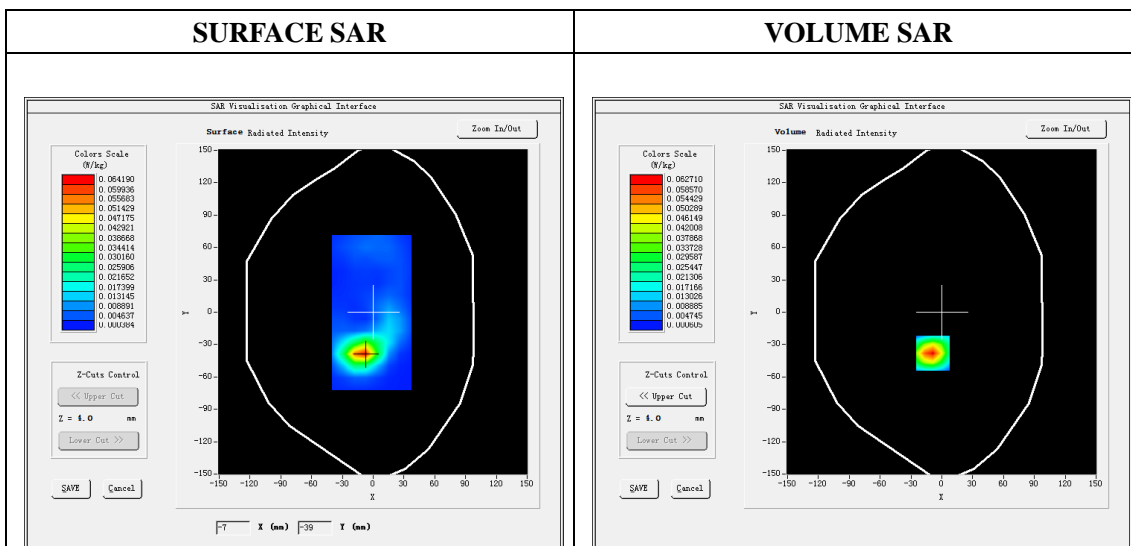 SURFACE SAR
VOLUME SAR
SAR Visualisation Graphical Interface
Surface Radiated Intensity
Zoom In/Out
Colors Scale
(W/kg)
0.064190
0.059936
0.055683
0.051429
0.047175
0.042921
0.038668
0.034414
0.030160
0.025906
0.021652
0.017399
0.013145
0.008891
0.004637
0.000384
150
120
90
60
30
0
-30
-60
-90
-120
-150
Y
-150 -120 -90 -60 -30 0 30 60 90 120 150
X
Z-Cuts Control
<< Upper Cut
Z = 4.0 mm
Lower Cut >>
SAVE Cancel
-7 X (mm) -39 Y (mm)
SAR Visualisation Graphical Interface
Volume Radiated Intensity
Zoom In/Out
Colors Scale
(W/kg)
0.062710
0.058570
0.054429
0.050289
0.046149
0.042008
0.037868
0.033728
0.029587
0.025447
0.021306
0.017166
0.013026
0.008885
0.004745
0.000605
150
120
90
60
30
0
-30
-60
-90
-120
-150
Y
-150 -120 -90 -60 -30 0 30 60 90 120 150
X
Z-Cuts Control
<< Upper Cut
Z = 4.0 mm
Lower Cut >>
SAVE Cancel